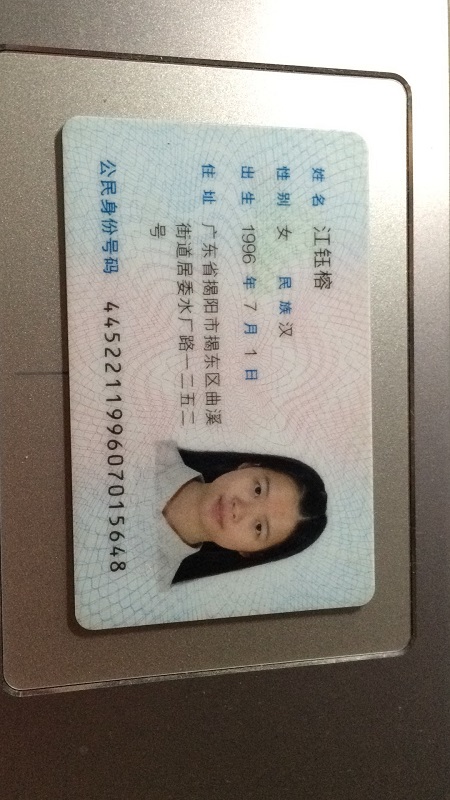 姓名 江钰榕
性别 女 民族 汉
出生 1996 年 7 月 1 日
住址 广东省揭阳市揭东区曲溪
街道居委水厂路一二五二
号
公民身份号码 445221199607015648